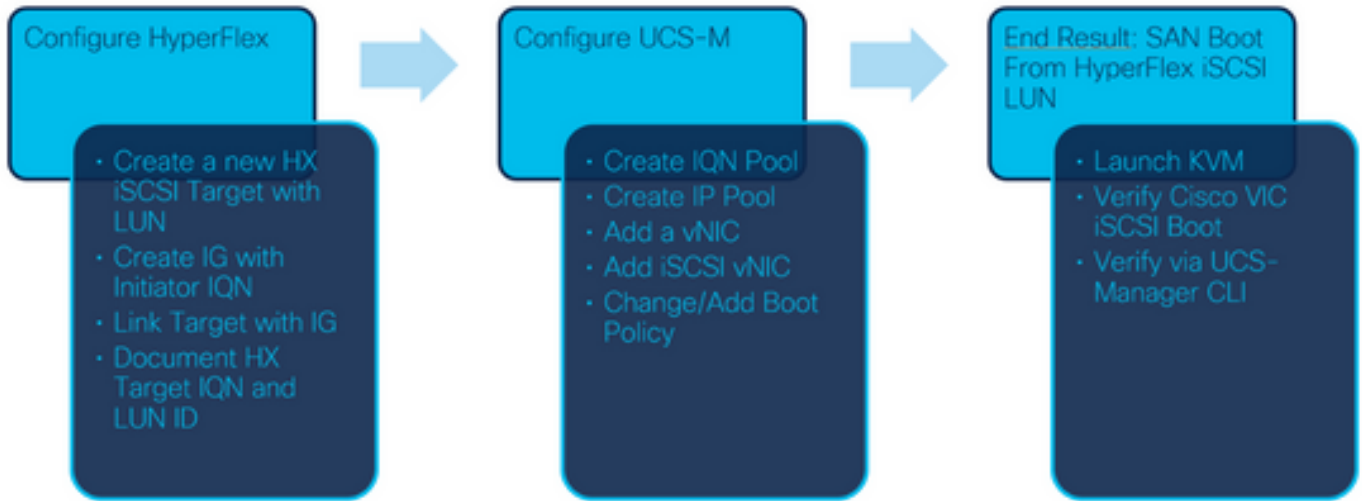 Configure HyperFlex
• Create a new HX
iSCSI Target with
LUN
• Create IG with
Initiator IQN
• Link Target with IG
• Document HX
Target IQN and
LUN ID
Configure UCS-M
• Create IQN Pool
• Create IP Pool
• Add a vNIC
• Add iSCSI vNIC
• Change/Add Boot
Policy
End Result: SAN Boot
From HyperFlex iSCSI
LUN
• Launch KVM
• Verify Cisco VIC
iSCSI Boot
• Verify via UCS-
Manager CLI